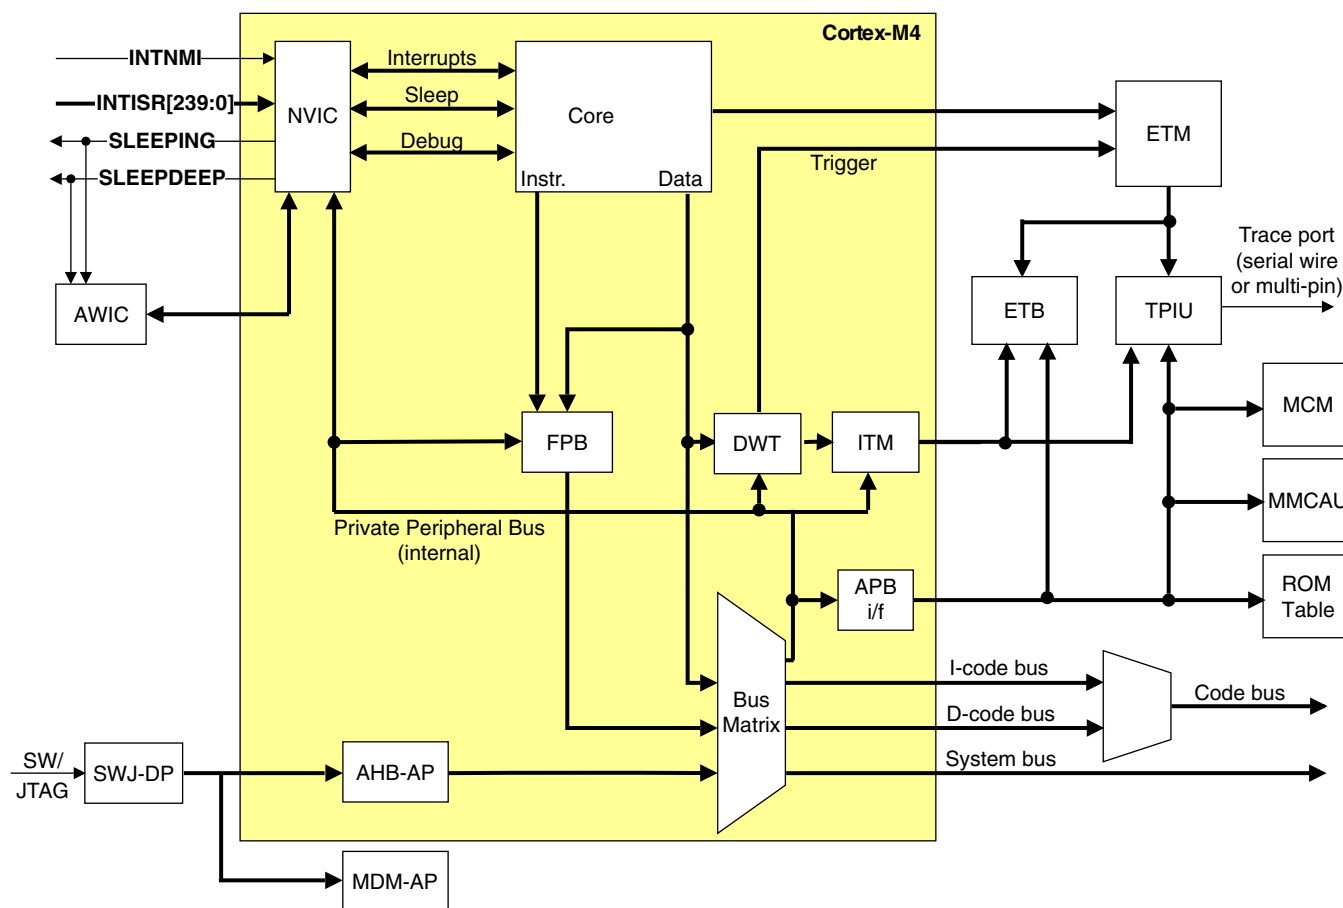 Cortex-M4
INTNMI
INTISR[239:0]
SLEEPING
SLEEPDEEP
NVIC
Interrupts
Sleep
Debug
Core
Instr.
Data
ETM
Trigger
Trace port
(serial wire
or multi-pin)
AWIC
ETB
TPIU
MCM
FPB
DWT
ITM
MMCAU
Private Peripheral Bus
(internal)
APB
i/f
ROM
Table
I-code bus
Bus
Matrix
Code bus
D-code bus
System bus
SW/
JTAG
SWJ-DP
AHB-AP
MDM-AP